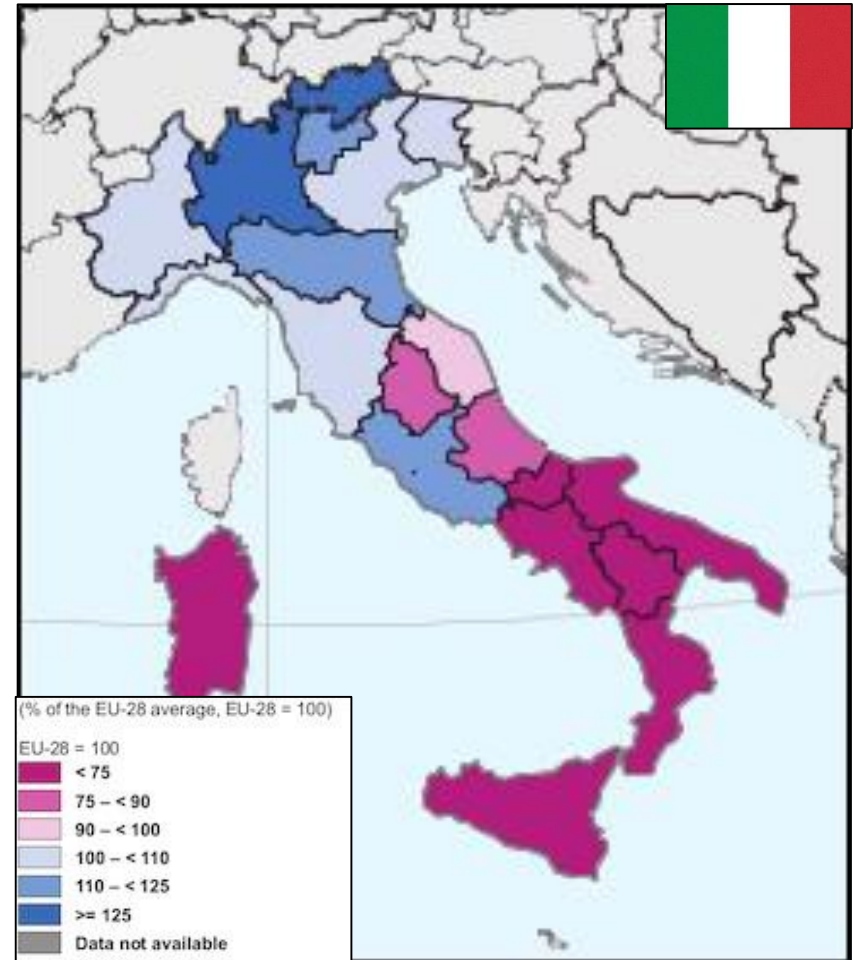 (% of the EU-28 average, EU-28 = 100)
EU-28 = 100
< 75
75 – < 90
90 – < 100
100 – < 110
110 – < 125
>= 125
Data not available